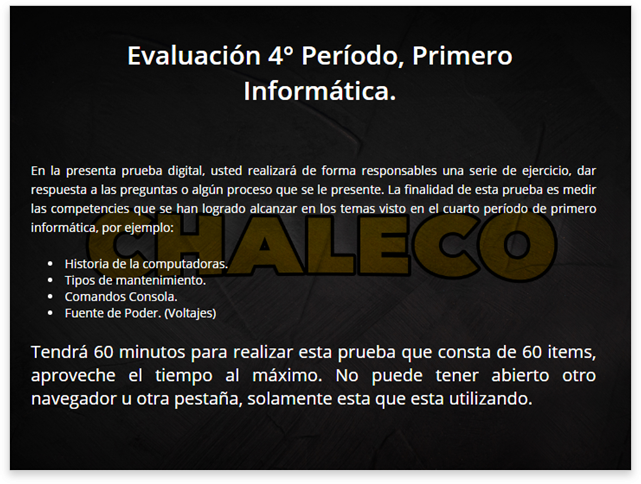 Evaluación 4° Período, Primero
Informática.
En la presenta prueba digital, usted realizará de forma responsables una serie de ejercicio, dar
respuesta a las preguntas o algún proceso que se le presente. La finalidad de esta prueba es medir
las competencies que se han logrado alcanzar en los temas visto en el cuarto período de primero
informática, por ejemplo:
CHALECO
• Historia de la computadoras.
• Tipos de mantenimiento.
• Comandos Consola.
• Fuente de Poder. (Voltajes)
Tendrá 60 minutos para realizar esta prueba que consta de 60 items,
aproveche el tiempo al máximo. No puede tener abierto otro
navegador u otra pestaña, solamente esta que esta utilizando.